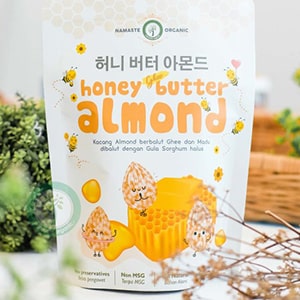 NAMASTE ORGANIC
허니 버터 아몬드
honey Ghee butter
almond
Kacang Almond berbalut Ghee dan Madu
dibalut dengan Gula Sorghum halus
preservatives
Non MSG
Tanpa MSG